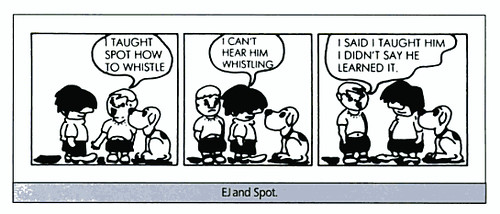 I TAUGHT
SPOT HOW
TO WHISTLE
I CAN'T
HEAR HIM
WHISTLING
I SAID I TAUGHT HIM
I DIDN'T SAY HE
LEARNED IT.
EJ and Spot.